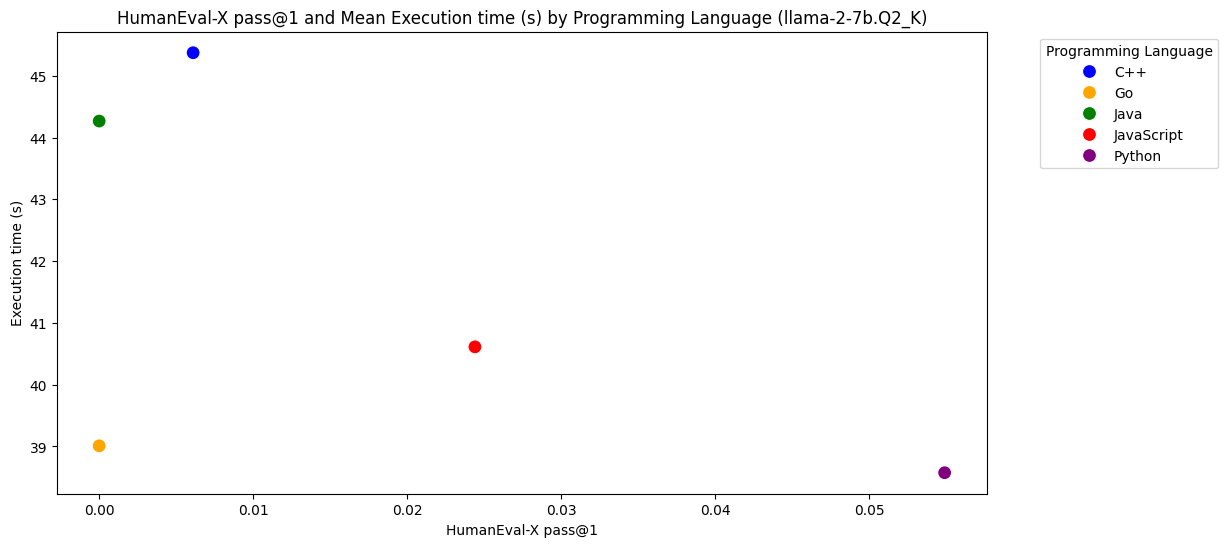 HumanEval-X pass@1 and Mean Execution time (s) by Programming Language (llama-2-7b.Q2_K)
Execution time (s)
45
44
43
42
41
40
39
0.00 0.01 0.02 0.03 0.04 0.05
HumanEval-X pass@1
Programming Language
C++
Go
Java
JavaScript
Python